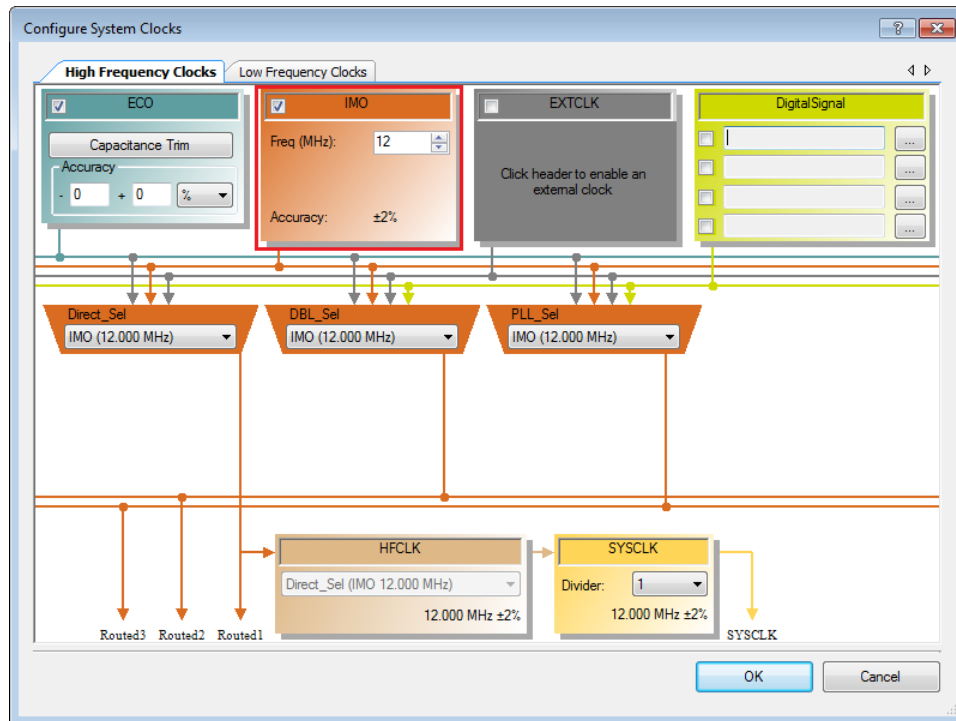 Configure System Clocks
High Frequency Clocks
Low Frequency Clocks
ECO
Capacitance Trim
Accuracy
- 0 + 0 %
IMO
Freq (MHz): 12
Accuracy: ±2%
EXTCLK
Click header to enable an
external clock
DigitalSignal
...
...
...
...
Direct_Sel
IMO (12.000 MHz)
DBL_Sel
IMO (12.000 MHz)
PLL_Sel
IMO (12.000 MHz)
HFCLK
Direct_Sel (IMO 12.000 MHz)
12.000 MHz ±2%
SYSCLK
Divider: 1
12.000 MHz ±2%
Routed3 Routed2 Routed1
SYSCLK
OK
Cancel